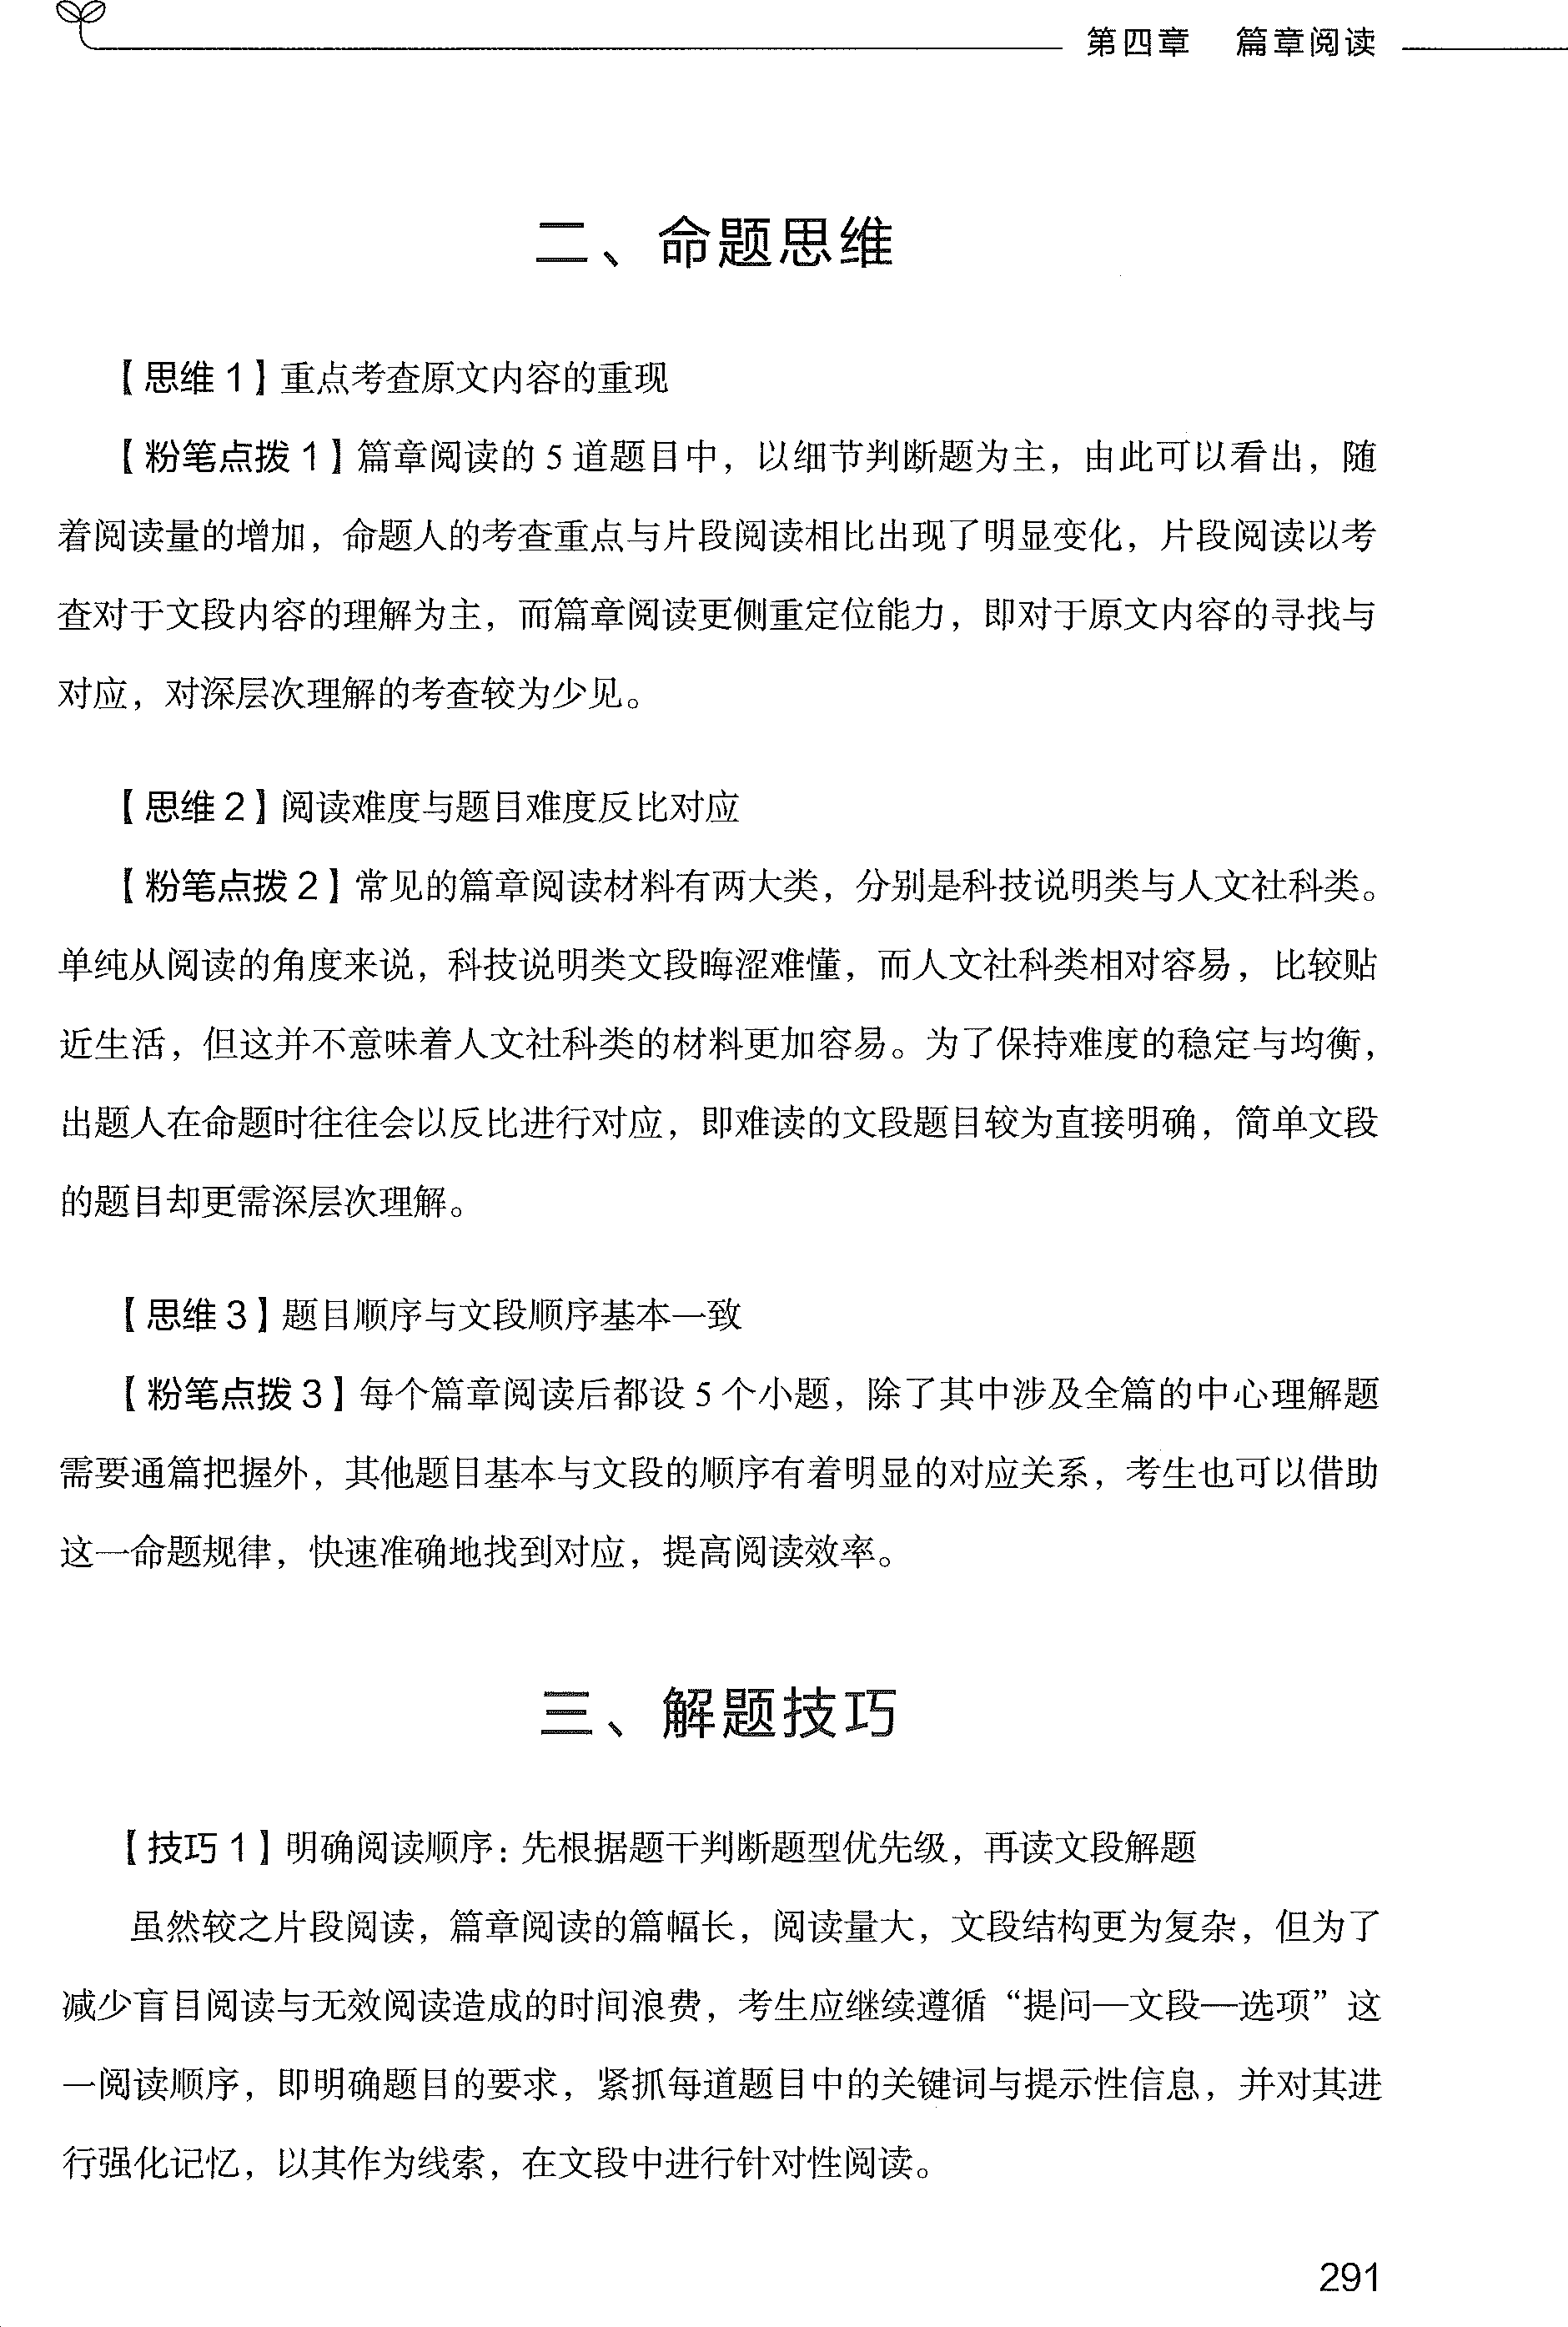 第四章 篇章阅读
二、命题思维
【思维1】重点考查原文内容的重现
【粉笔点拨1】篇章阅读的5道题目中，以细节判断题为主，由此可以看出，随
着阅读量的增加，命题人的考查重点与片段阅读相比出现了明显变化，片段阅读以考
查对于文段内容的理解为主，而篇章阅读更侧重定位能力，即对于原文内容的寻找与
对应，对深层次理解的考查较为少见。
【思维2】阅读难度与题目难度反比对应
【粉笔点拨2】常见的篇章阅读材料有两大类，分别是科技说明类与人文社科类。
单纯从阅读的角度来说，科技说明类文段晦涩难懂，而人文社科类相对容易，比较贴
近生活，但这并不意味着人文社科类的材料更加容易。为了保持难度的稳定与均衡，
出题人在命题时往往会以反比进行对应，即难读的文段题目较为直接明确，简单文段
的题目却更需深层次理解。
【思维3】题目顺序与文段顺序基本一致
【粉笔点拨3】每个篇章阅读后都设5个小题，除了其中涉及全篇的中心理解题
需要通篇把握外，其他题目基本与文段的顺序有着明显的对应关系，考生也可以借助
这一命题规律，快速准确地找到对应，提高阅读效率。
三、解题技巧
【技巧1】明确阅读顺序：先根据题干判断题型优先级，再读文段解题
虽然较之片段阅读，篇章阅读的篇幅长，阅读量大，文段结构更为复杂，但为了
减少盲目阅读与无效阅读造成的时间浪费，考生应继续遵循“提问—文段—选项”这
一阅读顺序，即明确题目的要求，紧抓每道题目中的关键词与提示性信息，并对其进
行强化记忆，以其作为线索，在文段中进行针对性阅读。
291